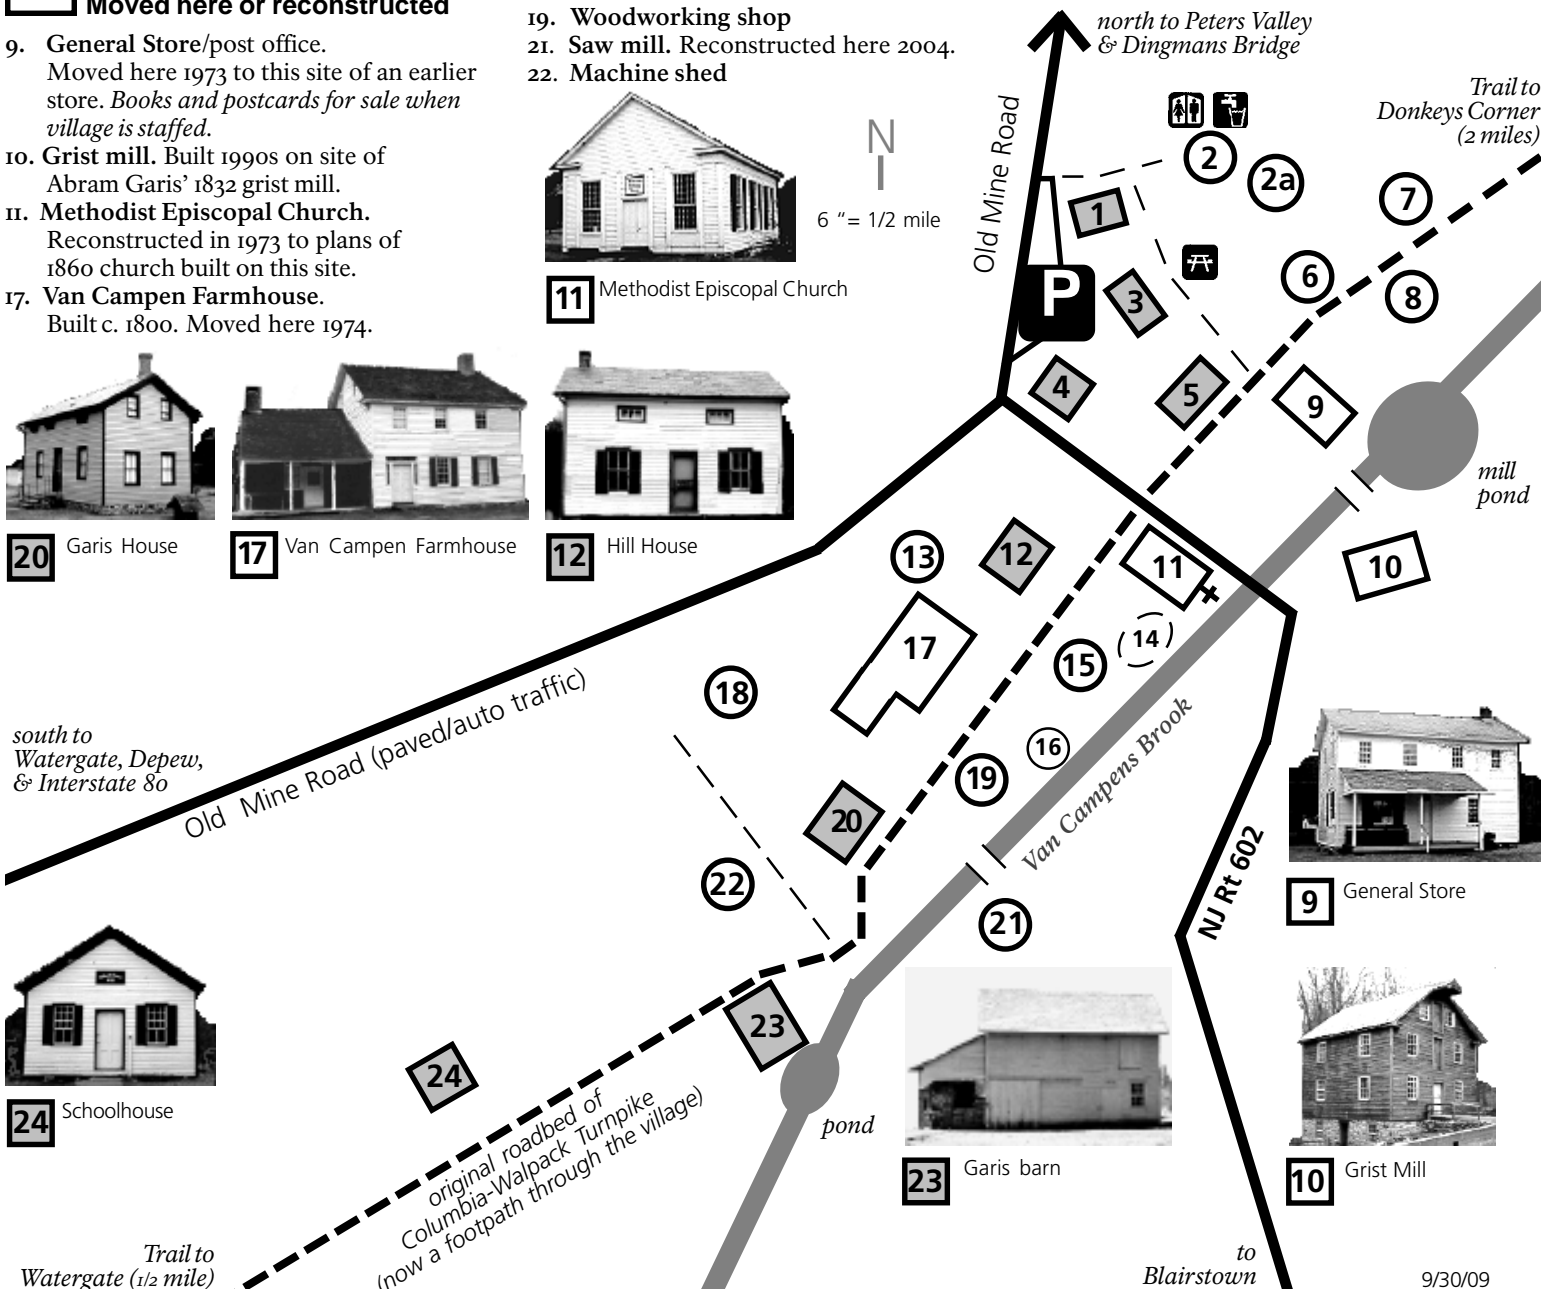 Moved here or reconstructed
9. General Store/post office.
Moved here 1973 to this site of an earlier
store. Books and postcards for sale when
village is staffed.
10. Grist mill. Built 1990s on site of
Abram Garis' 1832 grist mill.
11. Methodist Episcopal Church.
Reconstructed in 1973 to plans of
1860 church built on this site.
17. Van Campen Farmhouse.
Built c. 1800. Moved here 1974.
19. Woodworking shop
21. Saw mill. Reconstructed here 2004.
22. Machine shed
11 Methodist Episcopal Church
N
6 "= 1/2 mile
north to Peters Valley
& Dingmans Bridge
Old Mine Road
Trail to
Donkeys Corner
(2 miles)
2
2a
1
7
6
8
3
P
4
5
9
mill
pond
20 Garis House
17 Van Campen Farmhouse
12 Hill House
13
12
11
10
14
17
15
18
16
19
20
Old Mine Road (paved/auto traffic)
south to
Watergate, Depew,
& Interstate 80
Van Campens Brook
NJ Rt 602
9 General Store
22
21
23
24
24 Schoolhouse
original roadbed of
Columbia-Walpack Turnpike
(now a footpath through the village)
pond
23 Garis barn
10 Grist Mill
Trail to
Watergate (1/2 mile)
to
Blairstown
9/30/09